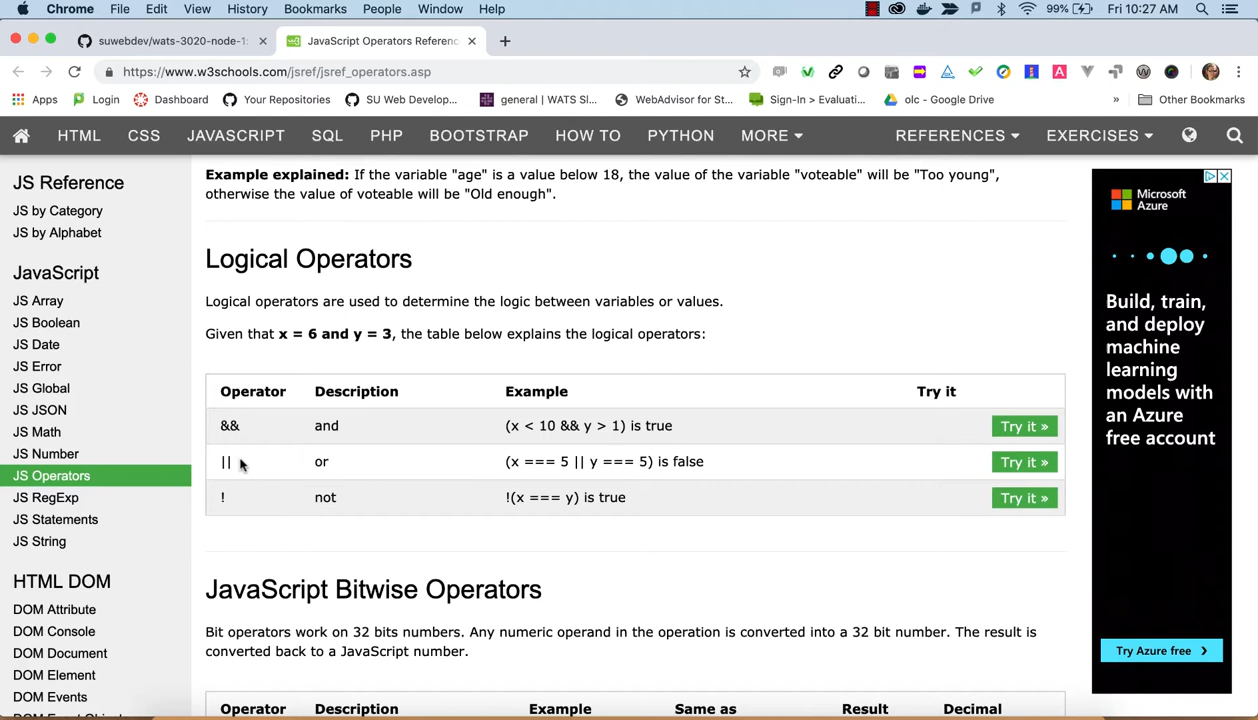 Chrome File Edit View History Bookmarks People Window Help 99% Fri 10:27 AM
suwebdev/wats-3020-node-1 × JavaScript Operators Referenc × +
https://www.w3schools.com/jsref/jsref_operators.asp
Apps Login Dashboard Your Repositories SU Web Develop... general | WATS Sl... WebAdvisor for St... Sign-In > Evaluati... olc - Google Drive » Other Bookmarks
HTML CSS JAVASCRIPT SQL PHP BOOTSTRAP HOW TO PYTHON MORE REFERENCES EXERCISES
JS Reference
JS by Category
JS by Alphabet
JavaScript
JS Array
JS Boolean
JS Date
JS Error
JS Global
JS JSON
JS Math
JS Number
JS Operators
JS RegExp
JS Statements
JS String
HTML DOM
DOM Attribute
DOM Console
DOM Document
DOM Element
DOM Events
Example explained: If the variable "age" is a value below 18, the value of the variable "voteable" will be "Too young",
otherwise the value of voteable will be "Old enough".
Logical Operators
Logical operators are used to determine the logic between variables or values.
Given that x = 6 and y = 3, the table below explains the logical operators:
Operator Description Example Try it
&& and (x < 10 && y > 1) is true Try it »
|| or (x === 5 || y === 5) is false Try it »
! not !(x === y) is true Try it »
JavaScript Bitwise Operators
Bit operators work on 32 bits numbers. Any numeric operand in the operation is converted into a 32 bit number. The result is
converted back to a JavaScript number.
Operator Description Example Same as Result Decimal
Microsoft
Azure
Build, train,
and deploy
machine
learning
models with
an Azure
free account
Try Azure free